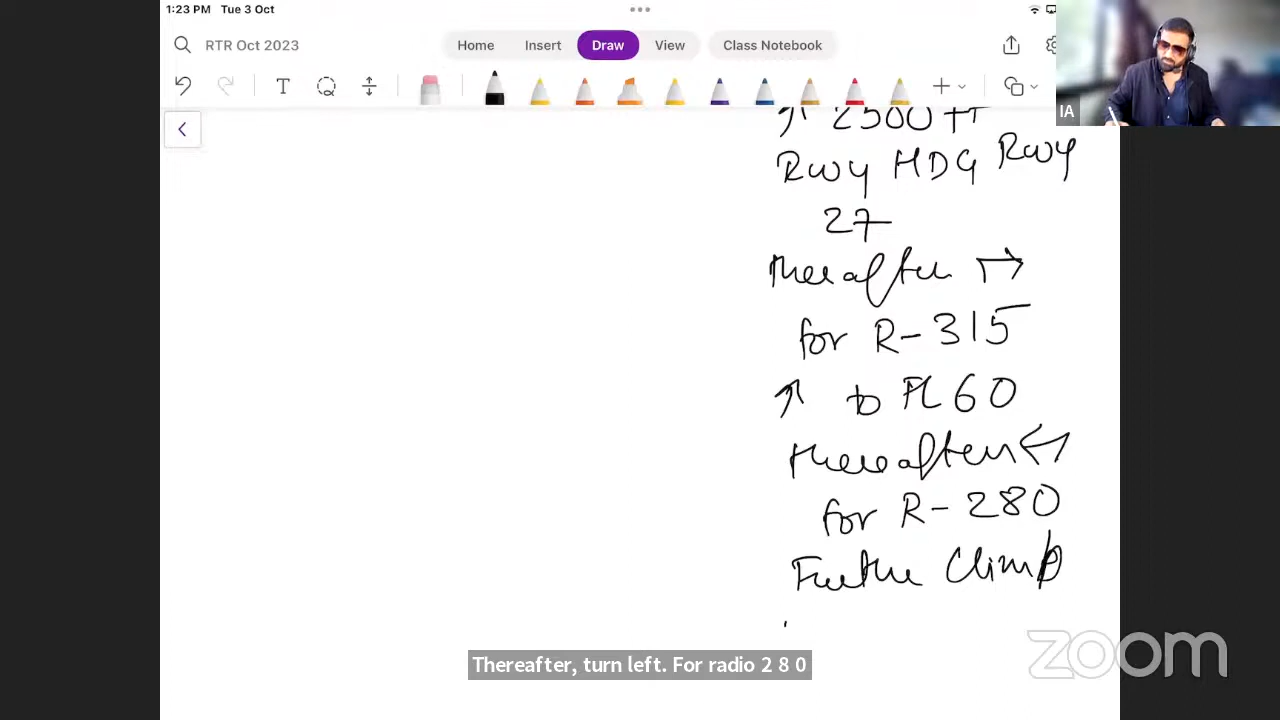 1:23 PM Tue 3 Oct
RTR Oct 2023
Home Insert Draw View Class Notebook
T
IA
↑ 2500 ft
Rwy HDG Rwy
27
thereafter ↱
for R-315
↑ to FL60
thereafter ↰
for R-280
Further Climb
Thereafter, turn left. For radio 2 8 0
zoom